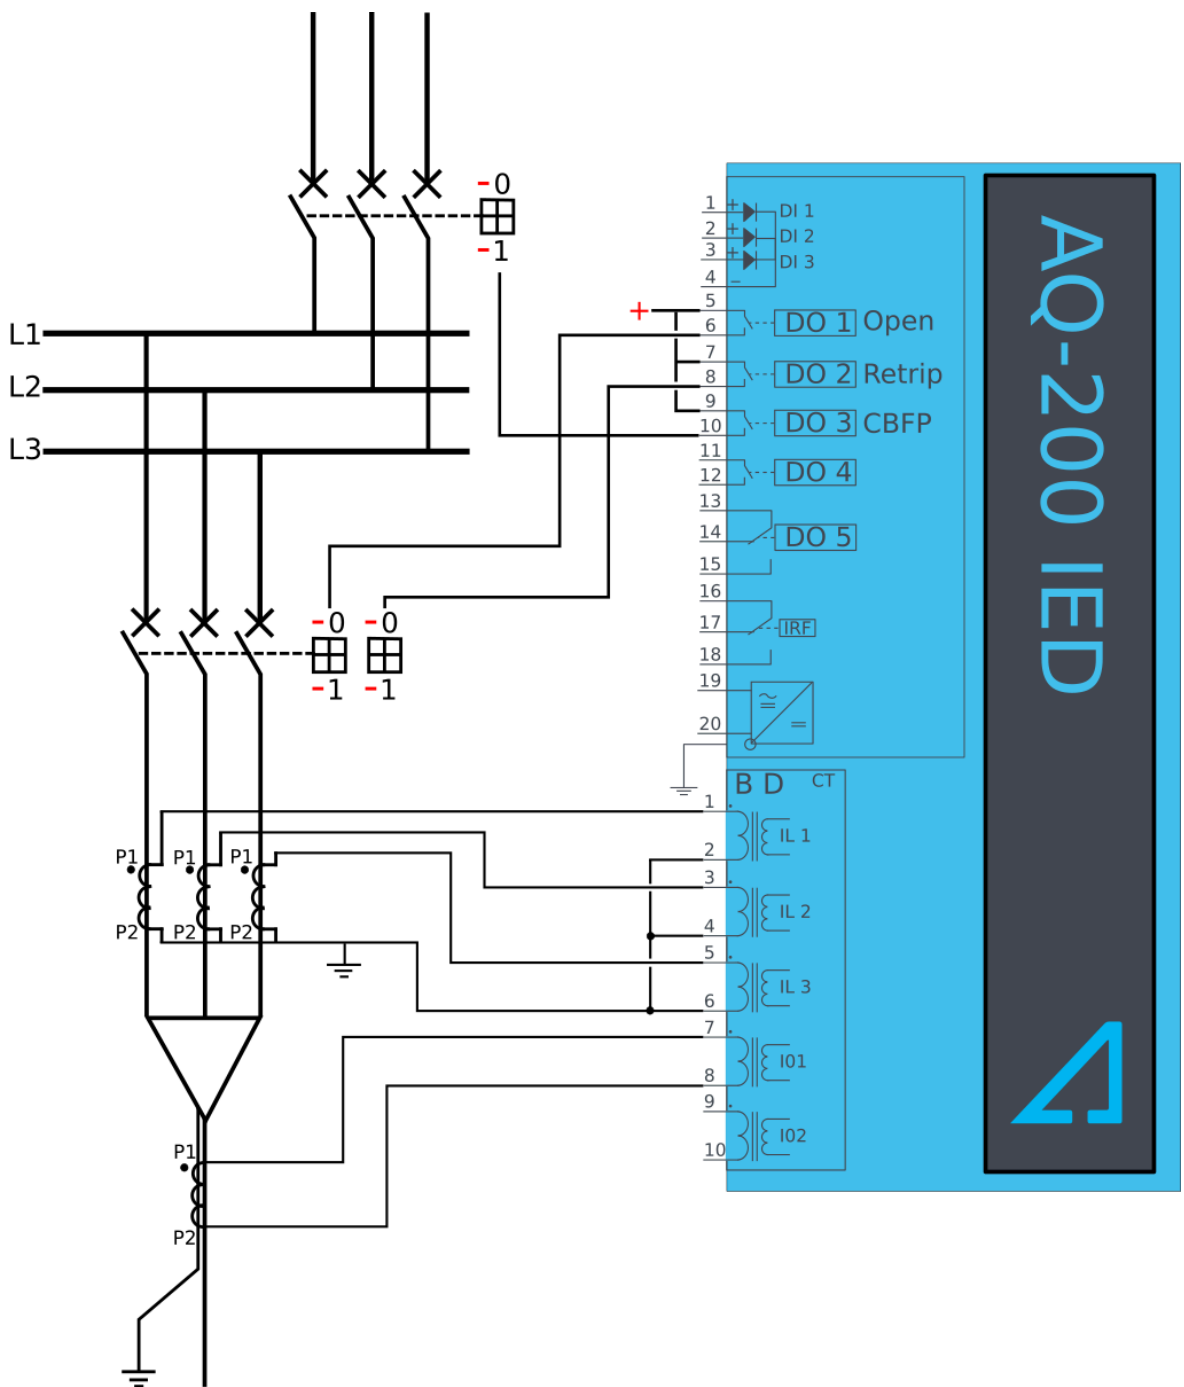 -0
-1
L1
L2
L3
-0
-1
-0
-1
1 + DI 1
2 + DI 2
3 + DI 3
4 –
+
5
6
DO 1 Open
7
8
DO 2 Retrip
9
10
DO 3 CBFP
11
12
DO 4
13
14
DO 5
15
16
17
IRF
18
19
20
B D CT
1
IL 1
2
3
IL 2
4
5
IL 3
6
7
I01
8
9
I02
10
P1 P1 P1
P2 P2 P2
P1
P2
AQ-200 IED